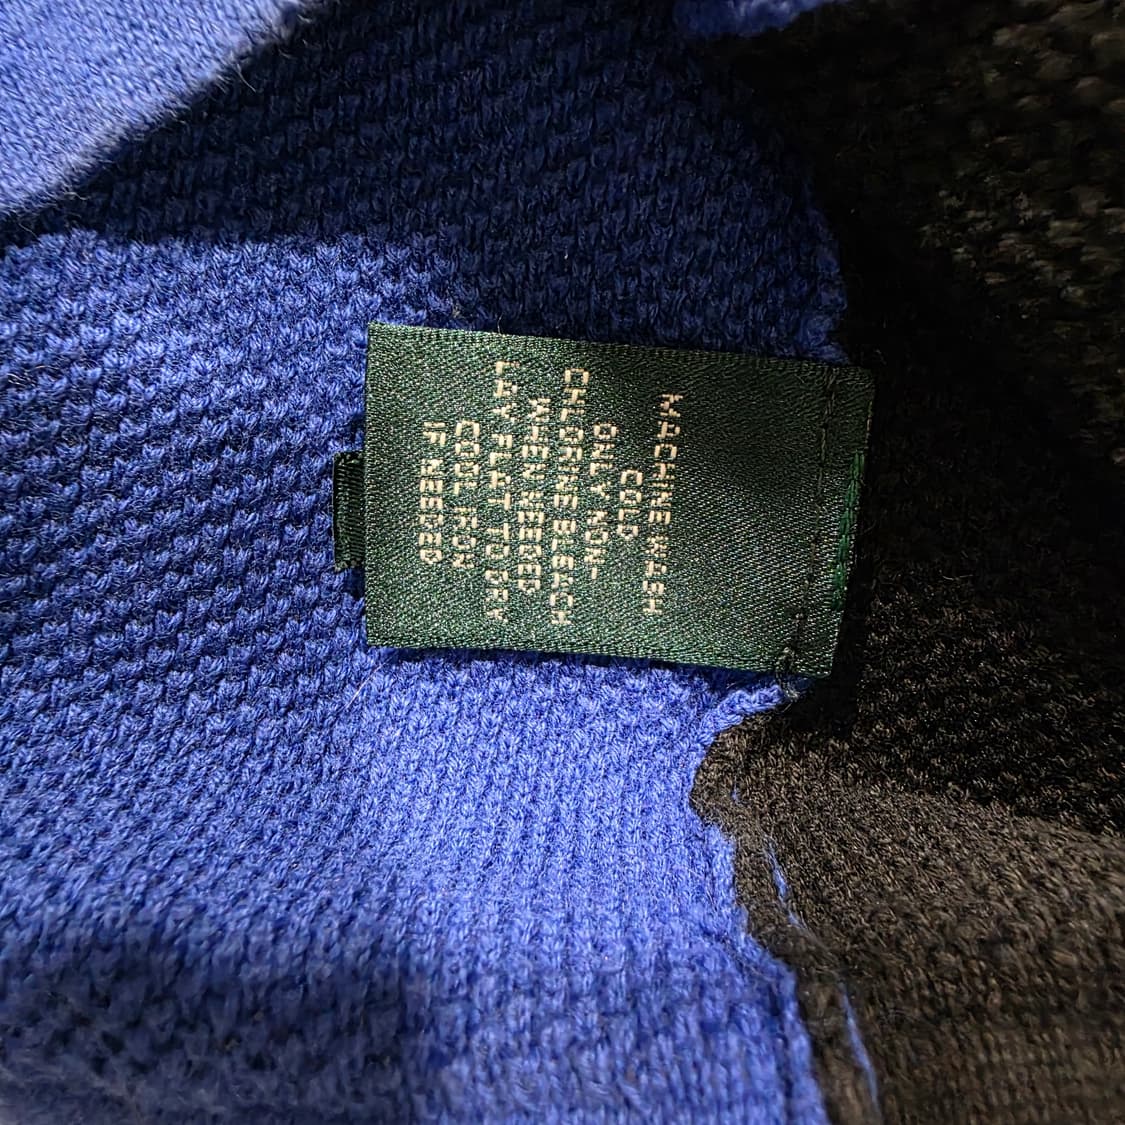 MACHINE WASH
COLD
ONLY NON-
CHLORINE BLEACH
WHEN NEEDED
LAY FLAT TO DRY
COOL IRON
IF NEEDED